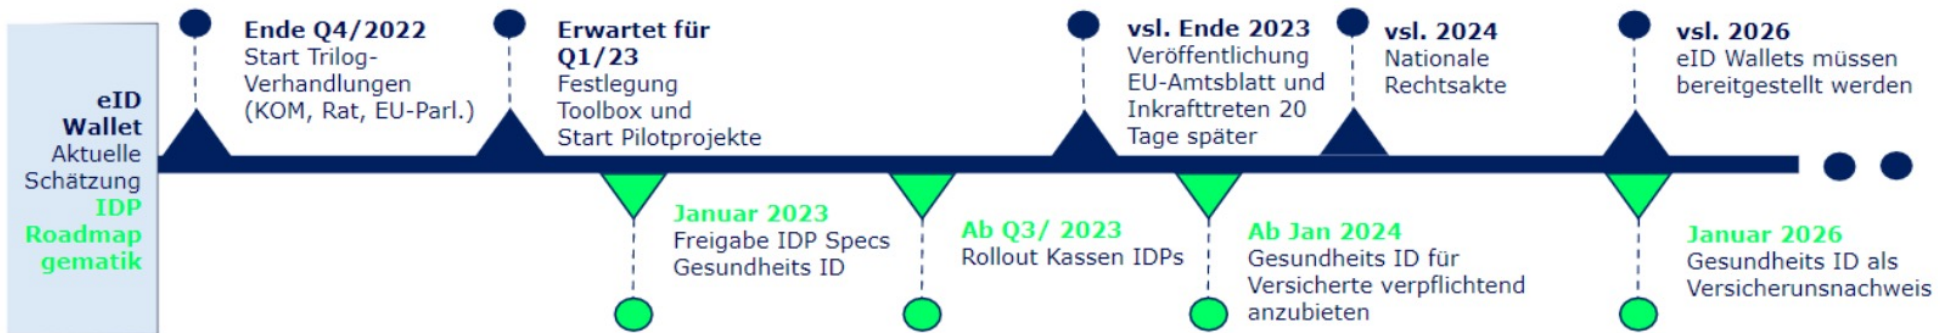 eID
Wallet
Aktuelle
Schätzung
IDP
Roadmap
gematik
Ende Q4/2022
Start Trilog-
Verhandlungen
(KOM, Rat, EU-Parl.)
Erwartet für
Q1/23
Festlegung
Toolbox und
Start Pilotprojekte
vsl. Ende 2023
Veröffentlichung
EU-Amtsblatt und
Inkrafttreten 20
Tage später
vsl. 2024
Nationale
Rechtsakte
vsl. 2026
eID Wallets müssen
bereitgestellt werden
Januar 2023
Freigabe IDP Specs
Gesundheits ID
Ab Q3/ 2023
Rollout Kassen IDPs
Ab Jan 2024
Gesundheits ID für
Versicherte verpflichtend
anzubieten
Januar 2026
Gesundheits ID als
Versicherunsnachweis